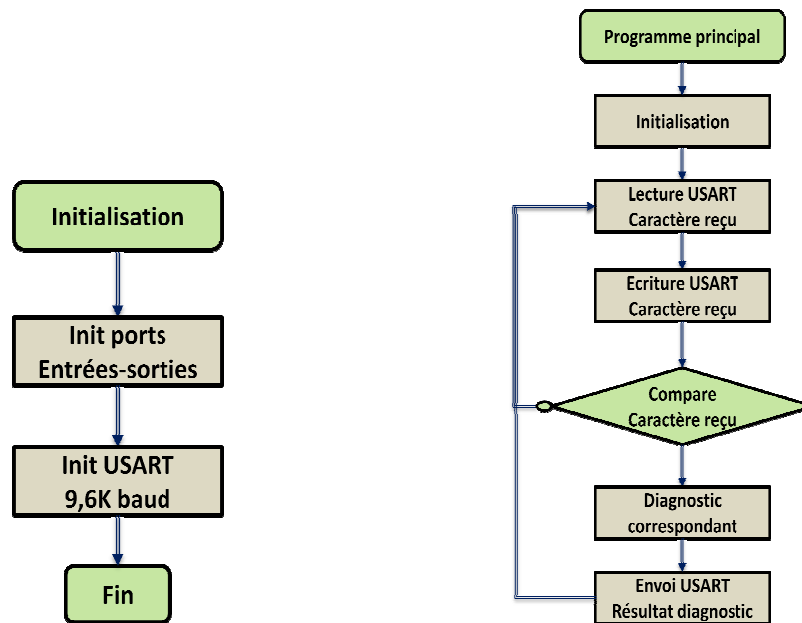 Initialisation
Init ports
Entrées-sorties
Init USART
9,6K baud
Fin
Programme principal
Initialisation
Lecture USART
Caractère reçu
Ecriture USART
Caractère reçu
Compare
Caractère reçu
Diagnostic
correspondant
Envoi USART
Résultat diagnostic